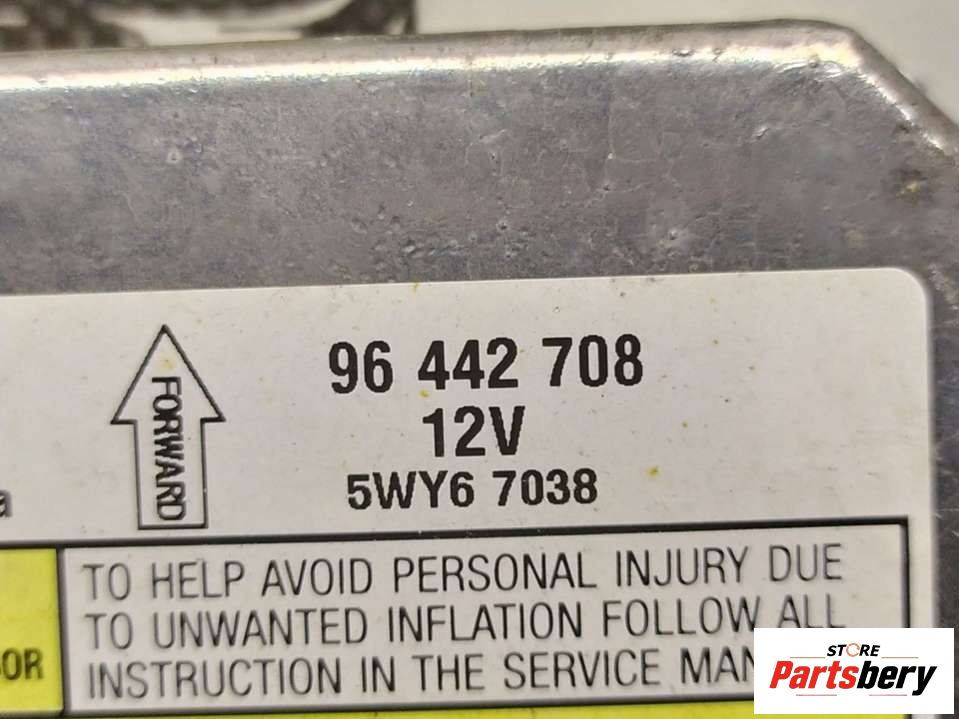 96 442 708
12V
5WY6 7038
FORWARD
TO HELP AVOID PERSONAL INJURY DUE
TO UNWANTED INFLATION FOLLOW ALL
INSTRUCTION IN THE SERVICE MAN
STORE
Partsbery